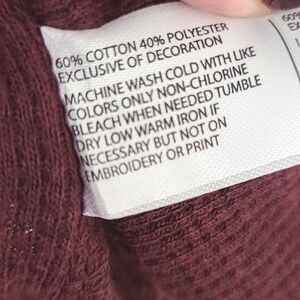 60% COTTON 40% POLYESTER
EXCLUSIVE OF DECORATION
MACHINE WASH COLD WITH LIKE
COLORS ONLY NON-CHLORINE
BLEACH WHEN NEEDED TUMBLE
DRY LOW WARM IRON IF
NECESSARY BUT NOT ON
EMBROIDERY OR PRINT